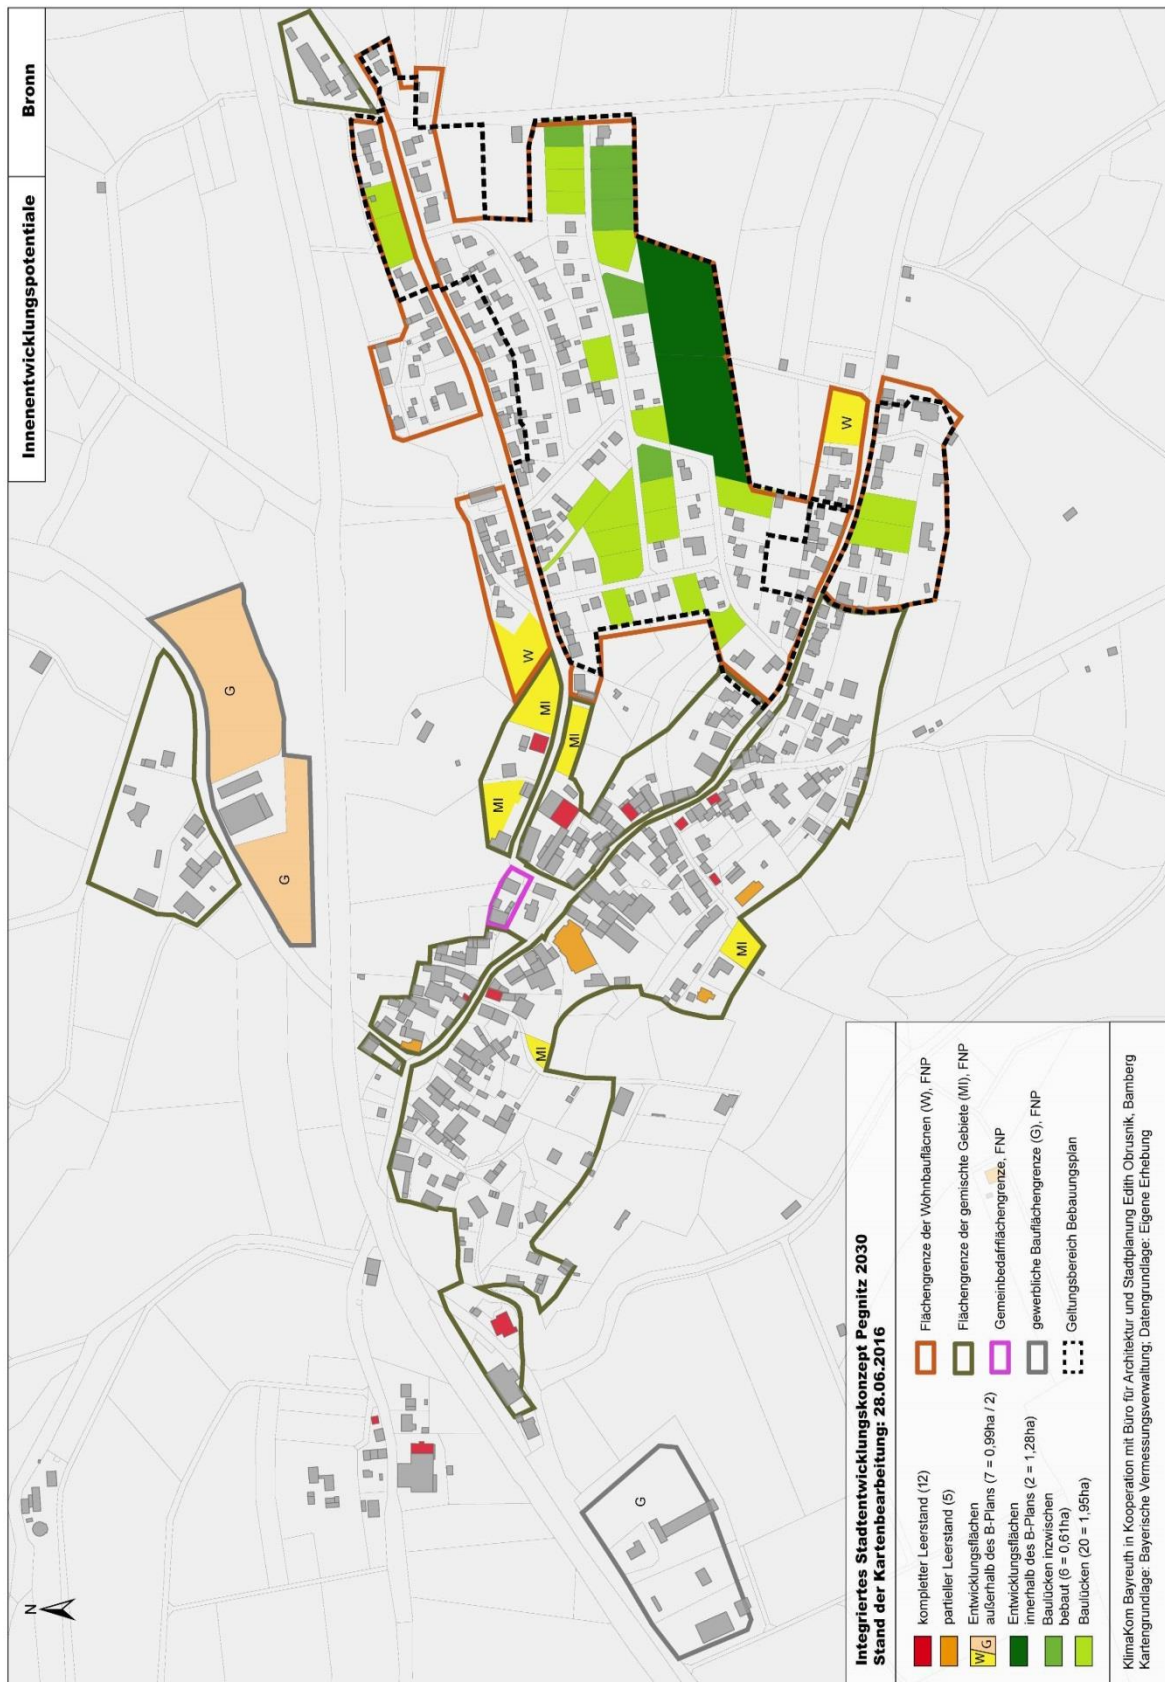 Innenentwicklungspotentiale
Bronn
N
G
G
G
W
W
MI
MI
MI
MI
MI
Integriertes Stadtentwicklungskonzept Pegnitz 2030
Stand der Kartenbearbeitung: 28.06.2016
kompletter Leerstand (12)
partieller Leerstand (5)
W/G
Entwicklungsflächen
außerhalb des B-Plans (7 = 0,99ha / 2)
Entwicklungsflächen
innerhalb des B-Plans (2 = 1,28ha)
Baulücken inzwischen
bebaut (6 = 0,61ha)
Baulücken (20 = 1,95ha)
Flächengrenze der Wohnbauflächen (W), FNP
Flächengrenze der gemischte Gebiete (MI), FNP
Gemeinbedarfflächengrenze, FNP
gewerbliche Bauflächengrenze (G), FNP
Geltungsbereich Bebauungsplan
KlimaKom Bayreuth in Kooperation mit Büro für Architektur und Stadtplanung Edith Obrusnik, Bamberg
Kartengrundlage: Bayerische Vermessungsverwaltung; Datengrundlage: Eigene Erhebung